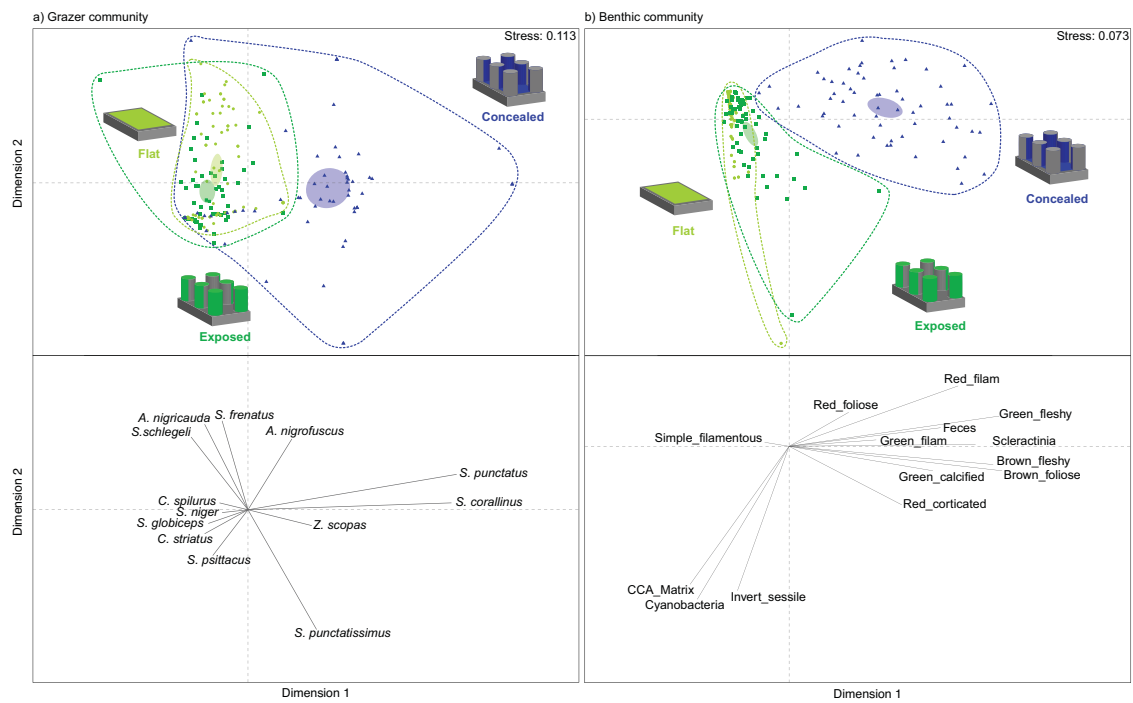 a) Grazer community
Stress: 0.113
Concealed
Flat
Exposed
Dimension 2
A. nigricauda
S. frenatus
S.schlegeli
A. nigrofuscus
S. punctatus
C. spilurus
S. corallinus
S. niger
S. globiceps
Z. scopas
C. striatus
S. psittacus
S. punctatissimus
Dimension 2
Dimension 1
b) Benthic community
Stress: 0.073
Concealed
Flat
Exposed
Red_filam
Red_foliose
Green_fleshy
Feces
Simple_filamentous
Green_filam
Scleractinia
Brown_fleshy
Green_calcified
Brown_foliose
Red_corticated
CCA_Matrix
Invert_sessile
Cyanobacteria
Dimension 1